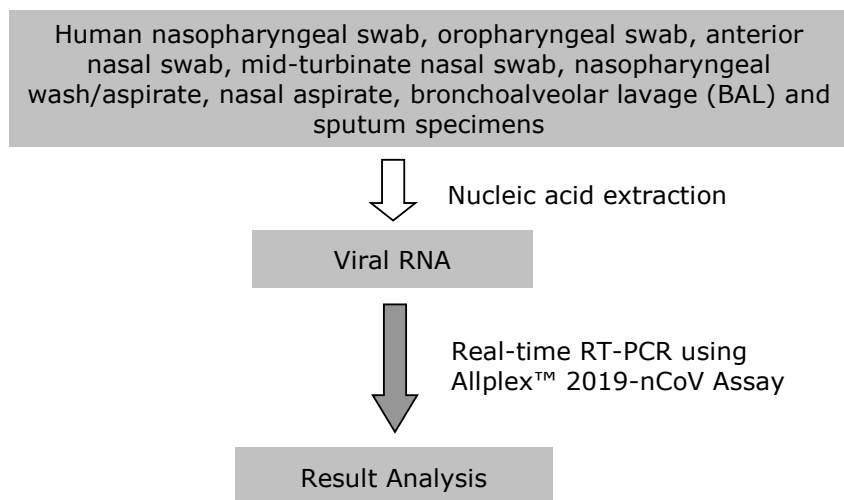 Human nasopharyngeal swab, oropharyngeal swab, anterior
nasal swab, mid-turbinate nasal swab, nasopharyngeal
wash/aspirate, nasal aspirate, bronchoalveolar lavage (BAL) and
sputum specimens
Nucleic acid extraction
Viral RNA
Real-time RT-PCR using
Allplex™ 2019-nCoV Assay
Result Analysis